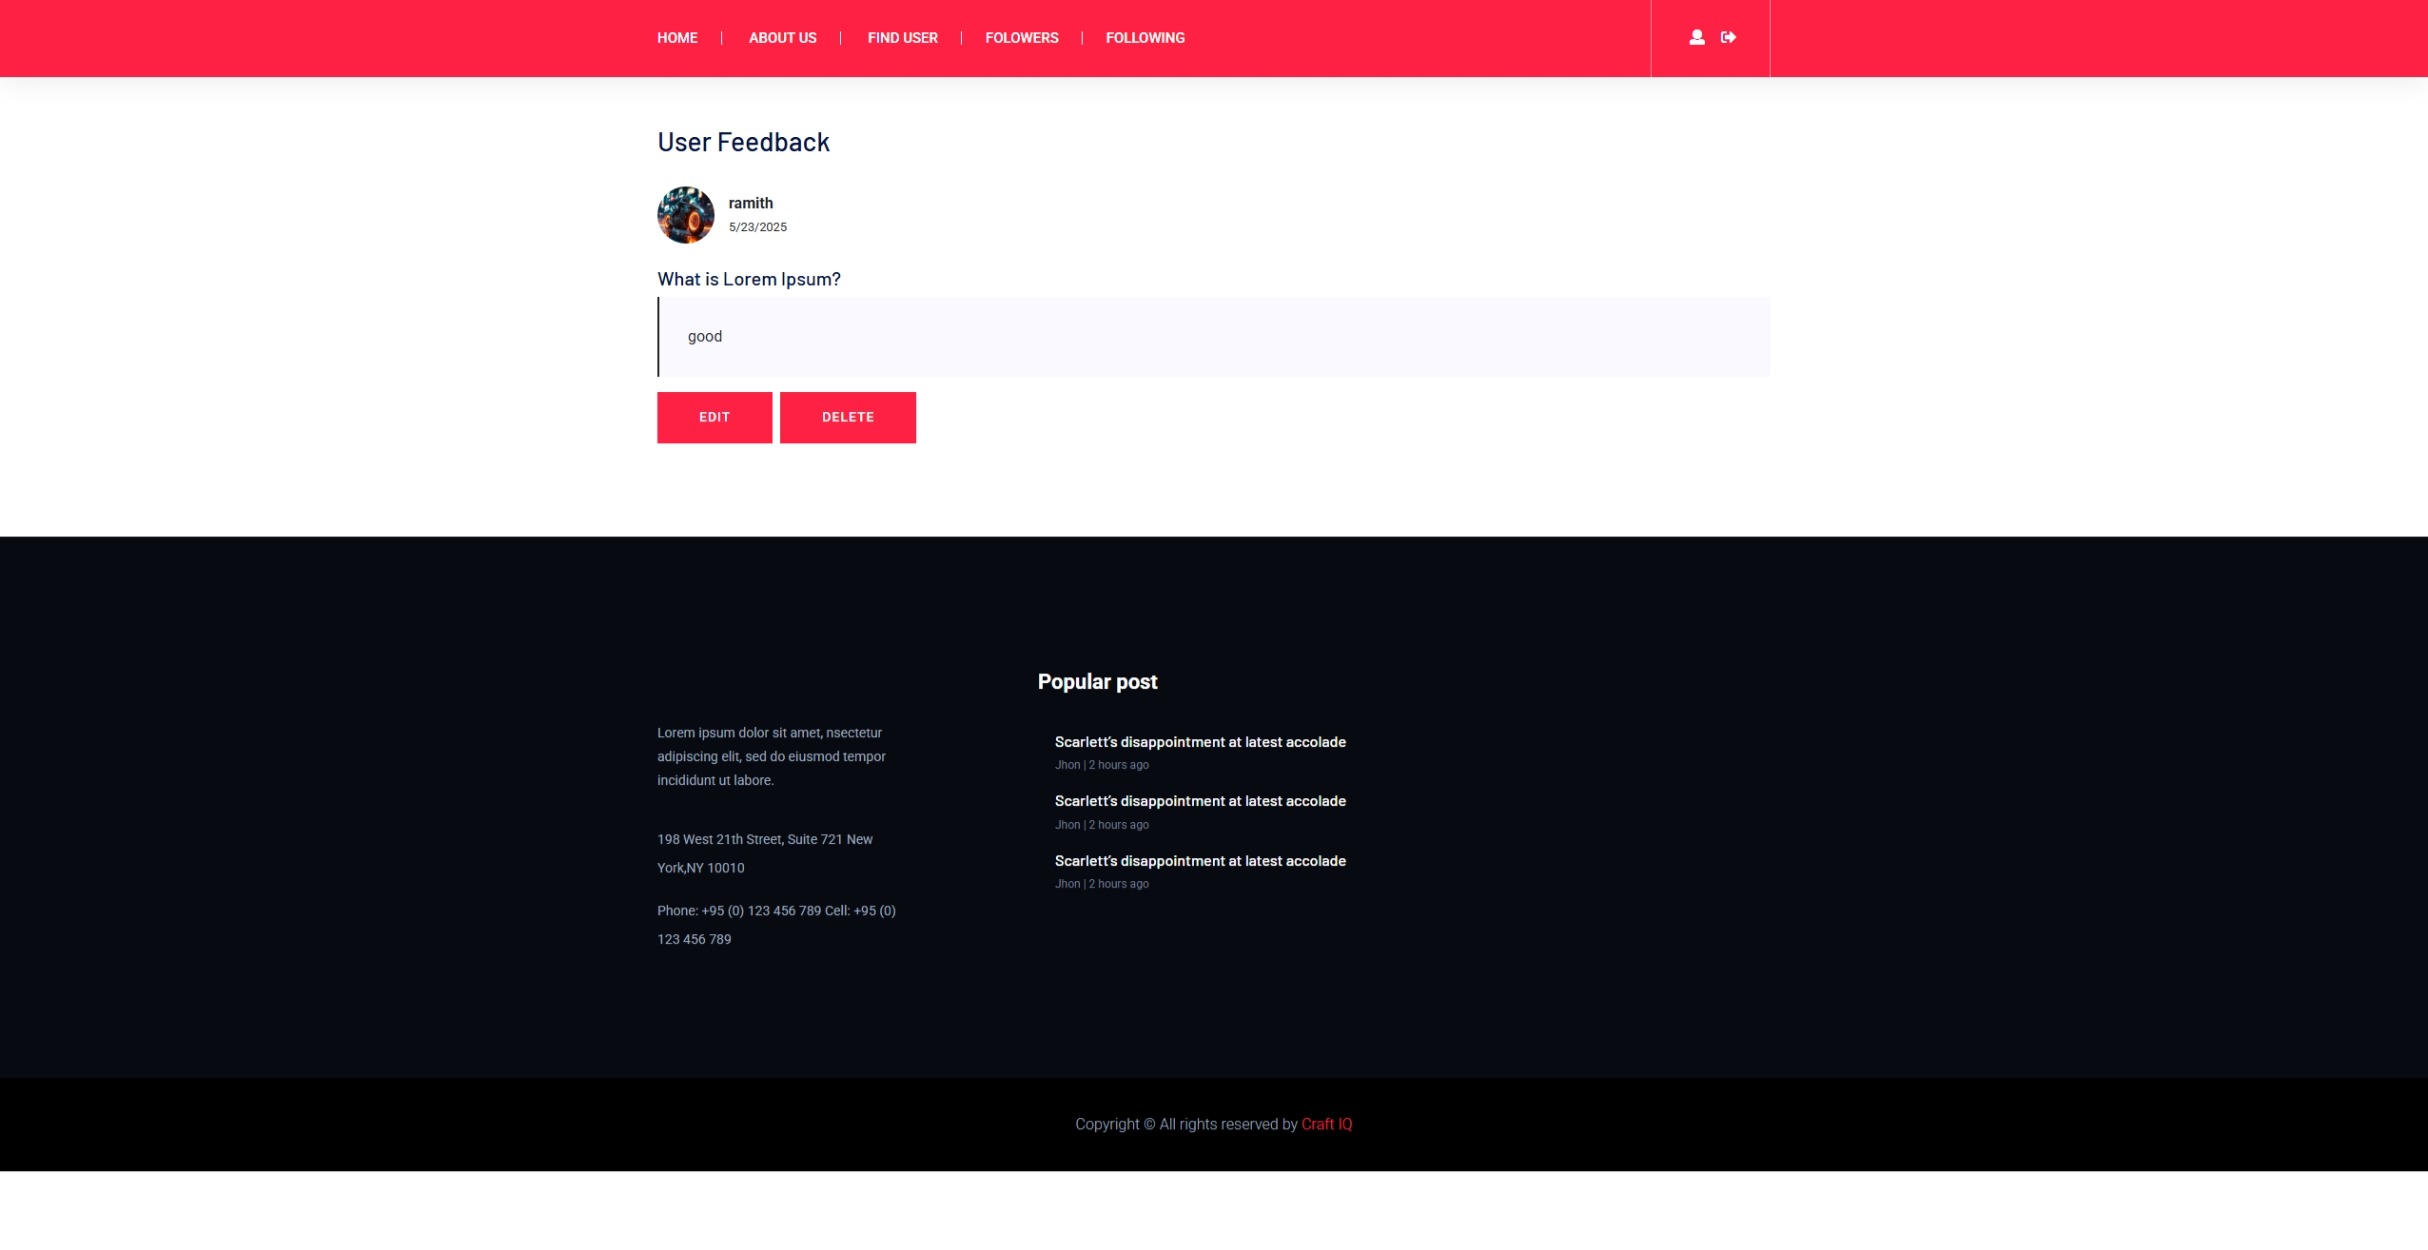 HOME | ABOUT US | FIND USER | FOLOWERS | FOLLOWING
User Feedback
ramith
5/23/2025
What is Lorem Ipsum?
good
EDIT DELETE
Lorem ipsum dolor sit amet, nsectetur
adipiscing elit, sed do eiusmod tempor
incididunt ut labore.
198 West 21th Street, Suite 721 New
York,NY 10010
Phone: +95 (0) 123 456 789 Cell: +95 (0)
123 456 789
Popular post
Scarlett's disappointment at latest accolade
Jhon | 2 hours ago
Scarlett's disappointment at latest accolade
Jhon | 2 hours ago
Scarlett's disappointment at latest accolade
Jhon | 2 hours ago
Copyright © All rights reserved by Craft IQ